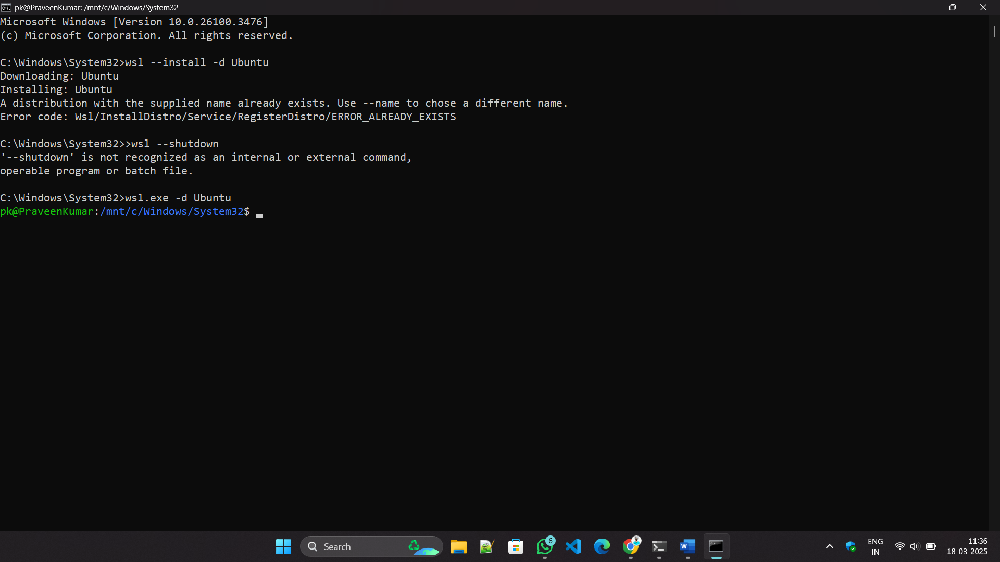 pk@PraveenKumar: /mnt/c/Windows/System32
Microsoft Windows [Version 10.0.26100.3476]
(c) Microsoft Corporation. All rights reserved.
C:\Windows\System32>wsl --install -d Ubuntu
Downloading: Ubuntu
Installing: Ubuntu
A distribution with the supplied name already exists. Use --name to chose a different name.
Error code: Wsl/InstallDistro/Service/RegisterDistro/ERROR_ALREADY_EXISTS
C:\Windows\System32>>wsl --shutdown
'--shutdown' is not recognized as an internal or external command,
operable program or batch file.
C:\Windows\System32>wsl.exe -d Ubuntu
pk@PraveenKumar:/mnt/c/Windows/System32$
Search
6
W
ENG
IN
11:36
18-03-2025